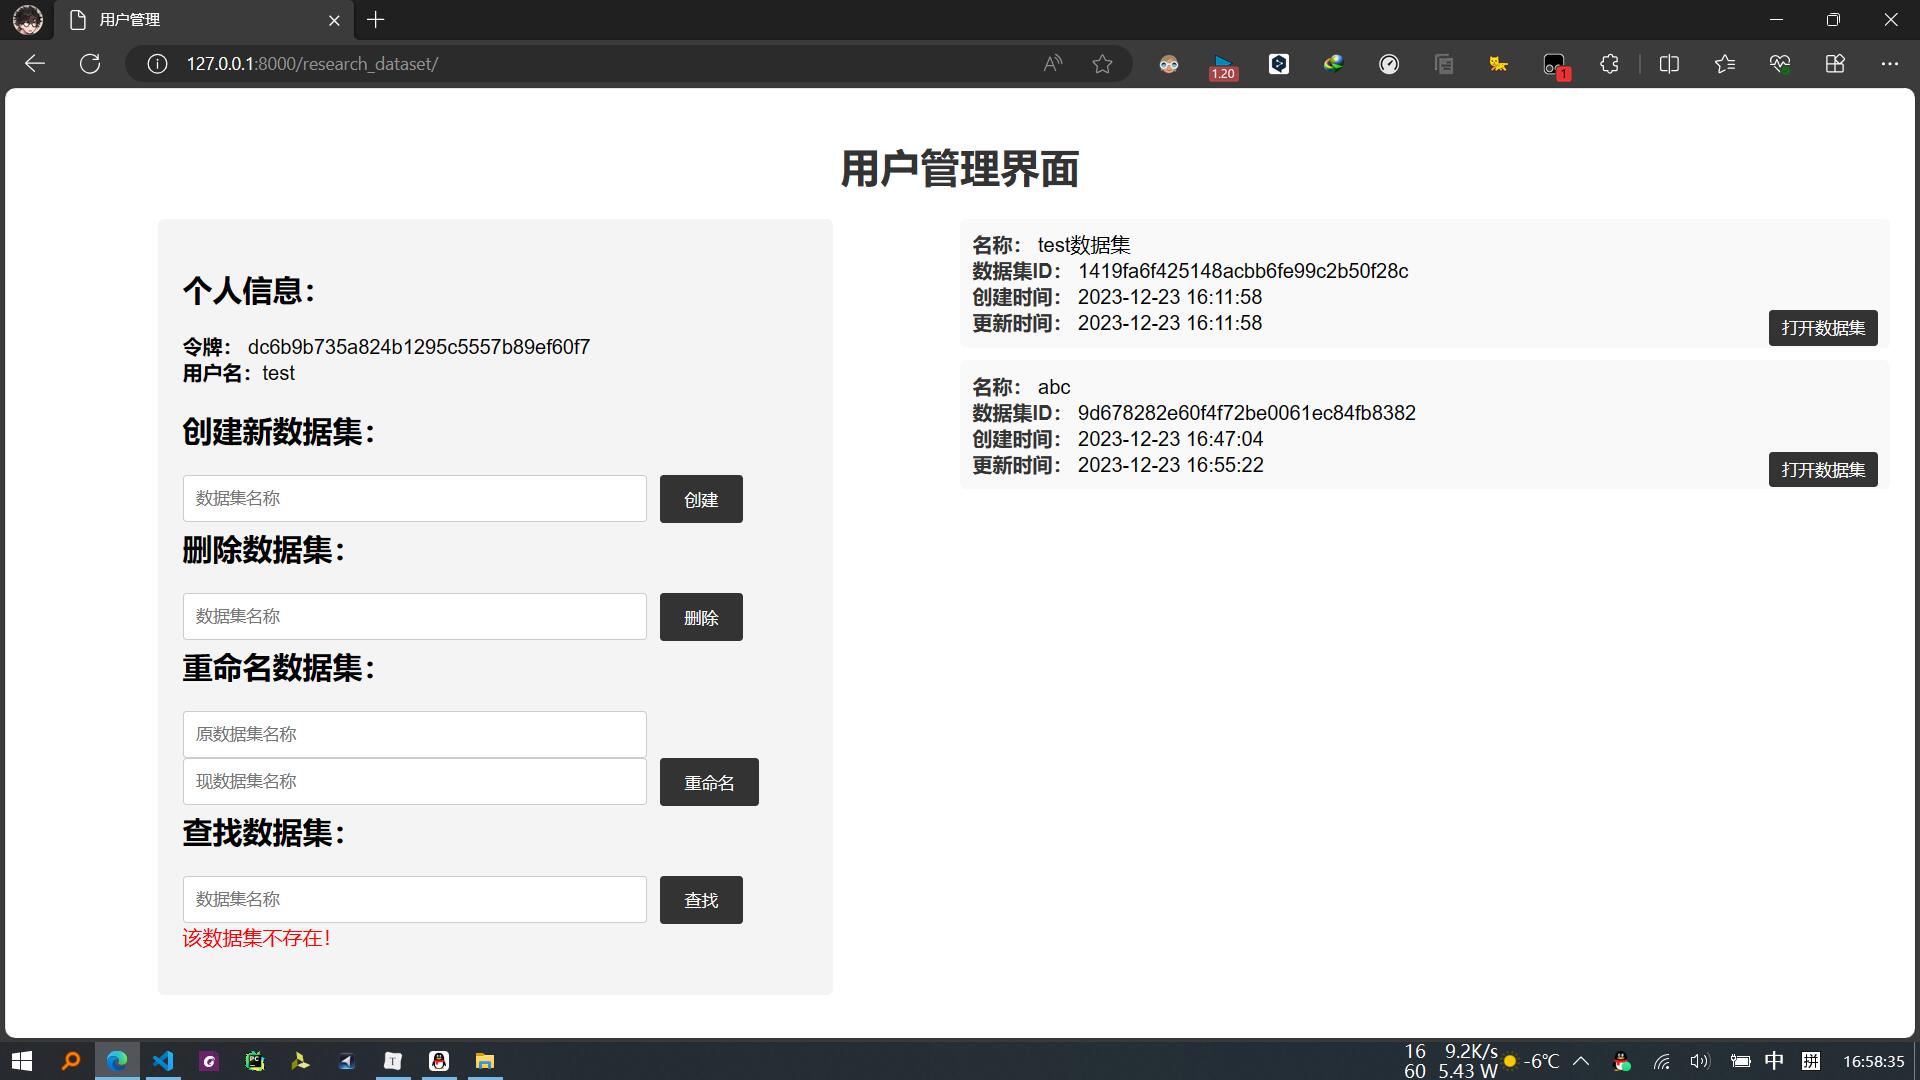 用户管理
127.0.0.1:8000/research_dataset/
1.20
1
用户管理界面
个人信息：
令牌： dc6b9b735a824b1295c5557b89ef60f7
用户名：test
创建新数据集：
数据集名称
创建
删除数据集：
数据集名称
删除
重命名数据集：
原数据集名称
现数据集名称
重命名
查找数据集：
数据集名称
查找
该数据集不存在！
名称： test数据集
数据集ID： 1419fa6f425148acbb6fe99c2b50f28c
创建时间： 2023-12-23 16:11:58
更新时间： 2023-12-23 16:11:58
打开数据集
名称： abc
数据集ID： 9d678282e60f4f72be0061ec84fb8382
创建时间： 2023-12-23 16:47:04
更新时间： 2023-12-23 16:55:22
打开数据集
16 9.2K/s
60 5.43 W
-6℃
中
拼
16:58:35